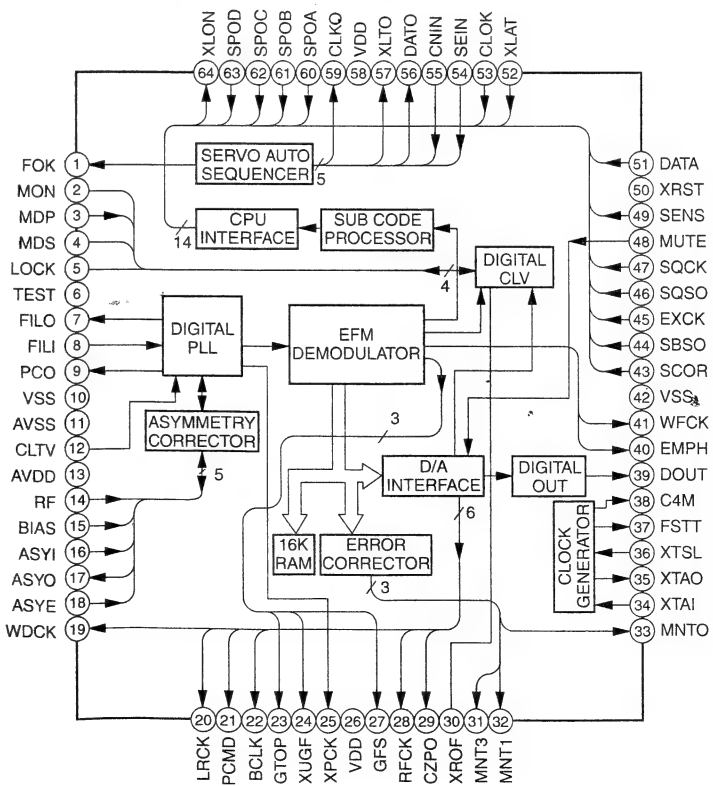 XLON
SPOD
SPOC
SPOB
SPOA
CLKO
VDD
XLTO
DATO
CNIN
SEIN
CLOK
XLAT
64 63 62 61 60 59 58 57 56 55 54 53 52
FOK 1
MON 2
MDP 3
MDS 4
LOCK 5
TEST 6
FILO 7
FILI 8
PCO 9
VSS 10
AVSS 11
CLTV 12
AVDD 13
RF 14
BIAS 15
ASYI 16
ASYO 17
ASYE 18
WDCK 19
SERVO AUTO
SEQUENCER
5
CPU
INTERFACE
14
SUB CODE
PROCESSOR
DIGITAL
CLV
4
DIGITAL
PLL
EFM
DEMODULATOR
ASYMMETRY
CORRECTOR
5
3
D/A
INTERFACE
6
DIGITAL
OUT
16K
RAM
ERROR
CORRECTOR
3
CLOCK
GENERATOR
51 DATA
50 XRST
49 SENS
48 MUTE
47 SQCK
46 SQSO
45 EXCK
44 SBSO
43 SCOR
42 VSS
41 WFCK
40 EMPH
39 DOUT
38 C4M
37 FSTT
36 XTSL
35 XTAO
34 XTAI
33 MNTO
20 21 22 23 24 25 26 27 28 29 30 31 32
LRCK
PCMD
BCLK
GTOP
XUGF
XPCK
VDD
GFS
RFCK
CZPO
XROF
MNT3
MNT1